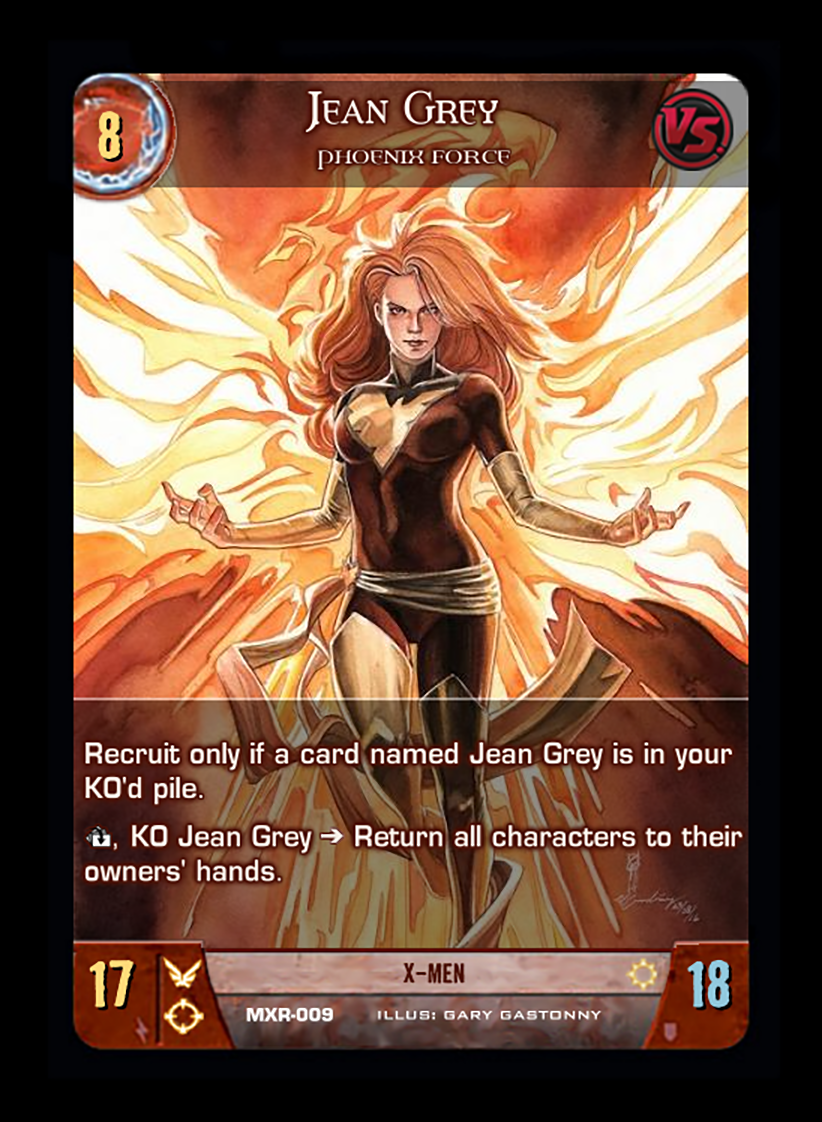 8
Jean Grey
Phoenix Force
VS.
Recruit only if a card named Jean Grey is in your
KO'd pile.
, KO Jean Grey → Return all characters to their
owners' hands.
17
X-MEN
18
MXR-009
ILLUS: GARY GASTONNY